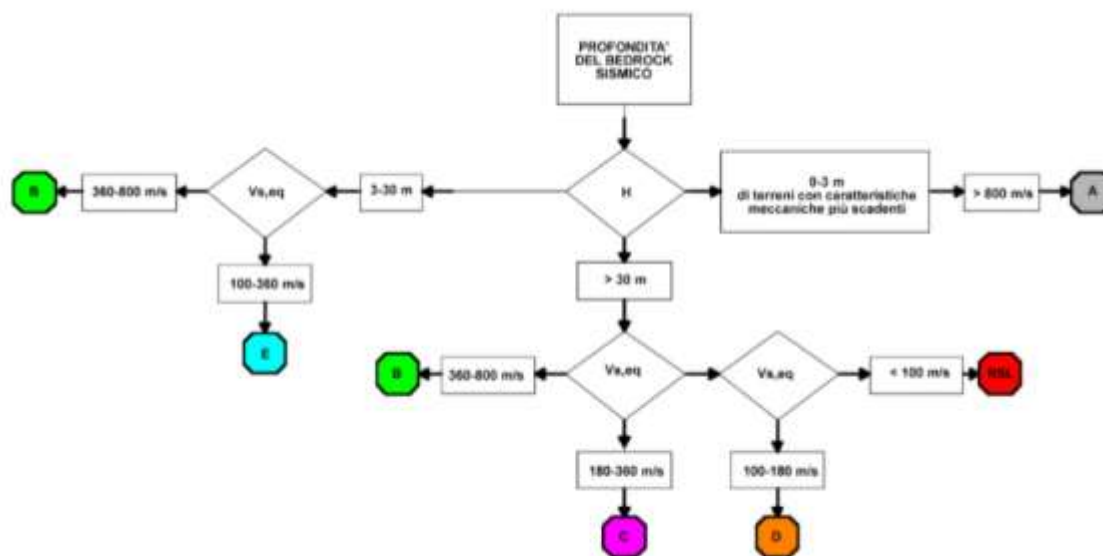 PROFONDITA'
DEL BEDROCK
SISMICO
B
360-800 m/s
Vs,eq
3-30 m
H
0-3 m
di terreni con caratteristiche
meccaniche più scadenti
> 800 m/s
A
100-360 m/s
> 30 m
E
B
360-800 m/s
Vs,eq
Vs,eq
< 100 m/s
RSL
180-360 m/s
100-180 m/s
C
D